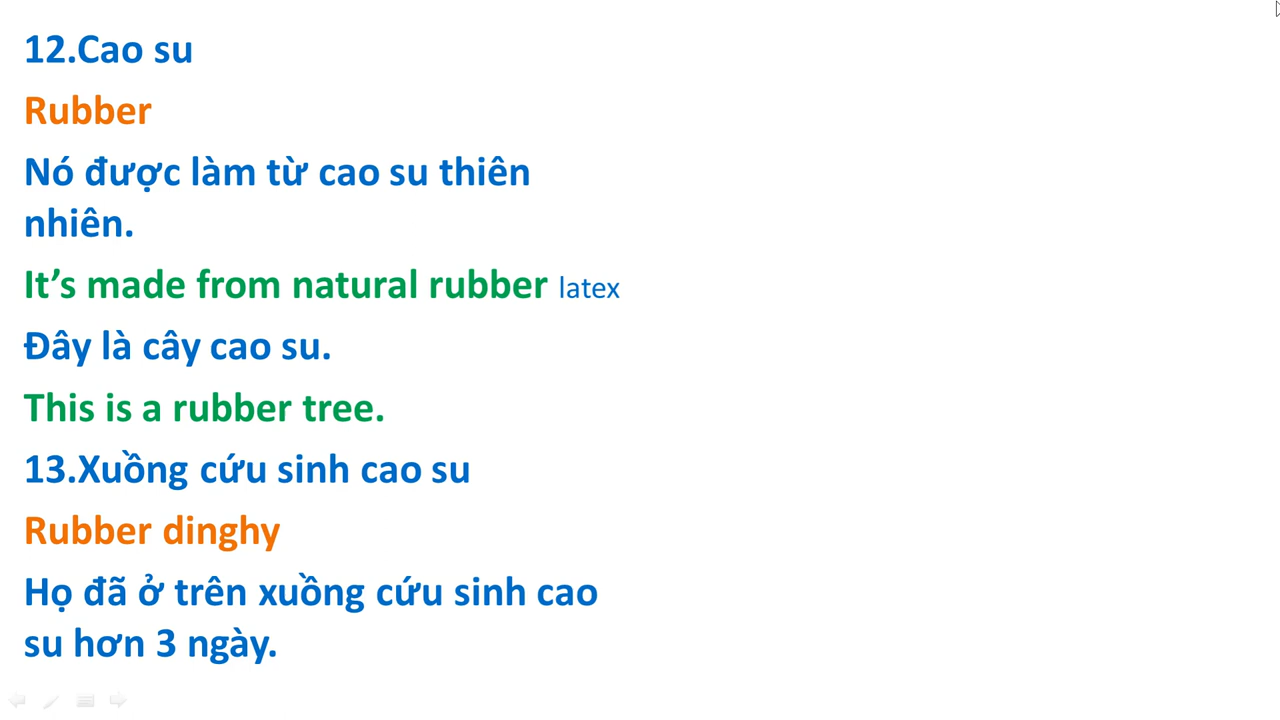 12.Cao su
Rubber
Nó được làm từ cao su thiên
nhiên.
It’s made from natural rubber latex
Đây là cây cao su.
This is a rubber tree.
13.Xuồng cứu sinh cao su
Rubber dinghy
Họ đã ở trên xuồng cứu sinh cao
su hơn 3 ngày.